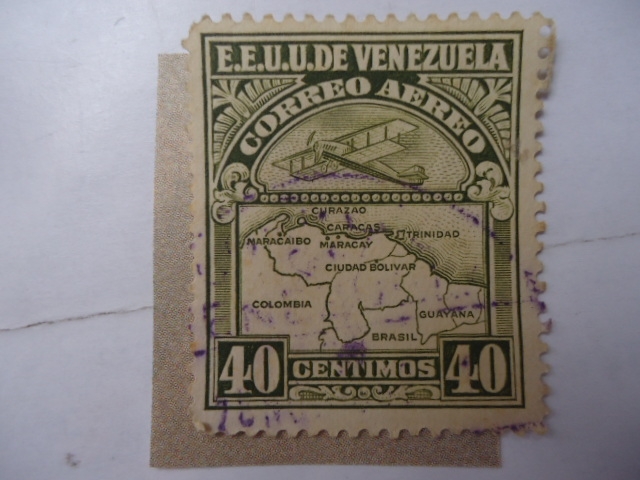 E.E.U.U. DE VENEZUELA
CORREO AEREO
CURAZAO
CARACAS
TRINIDAD
MARACAIBO
MARACAY
CIUDAD BOLIVAR
COLOMBIA
GUAYANA
BRASIL
40 CENTIMOS 40